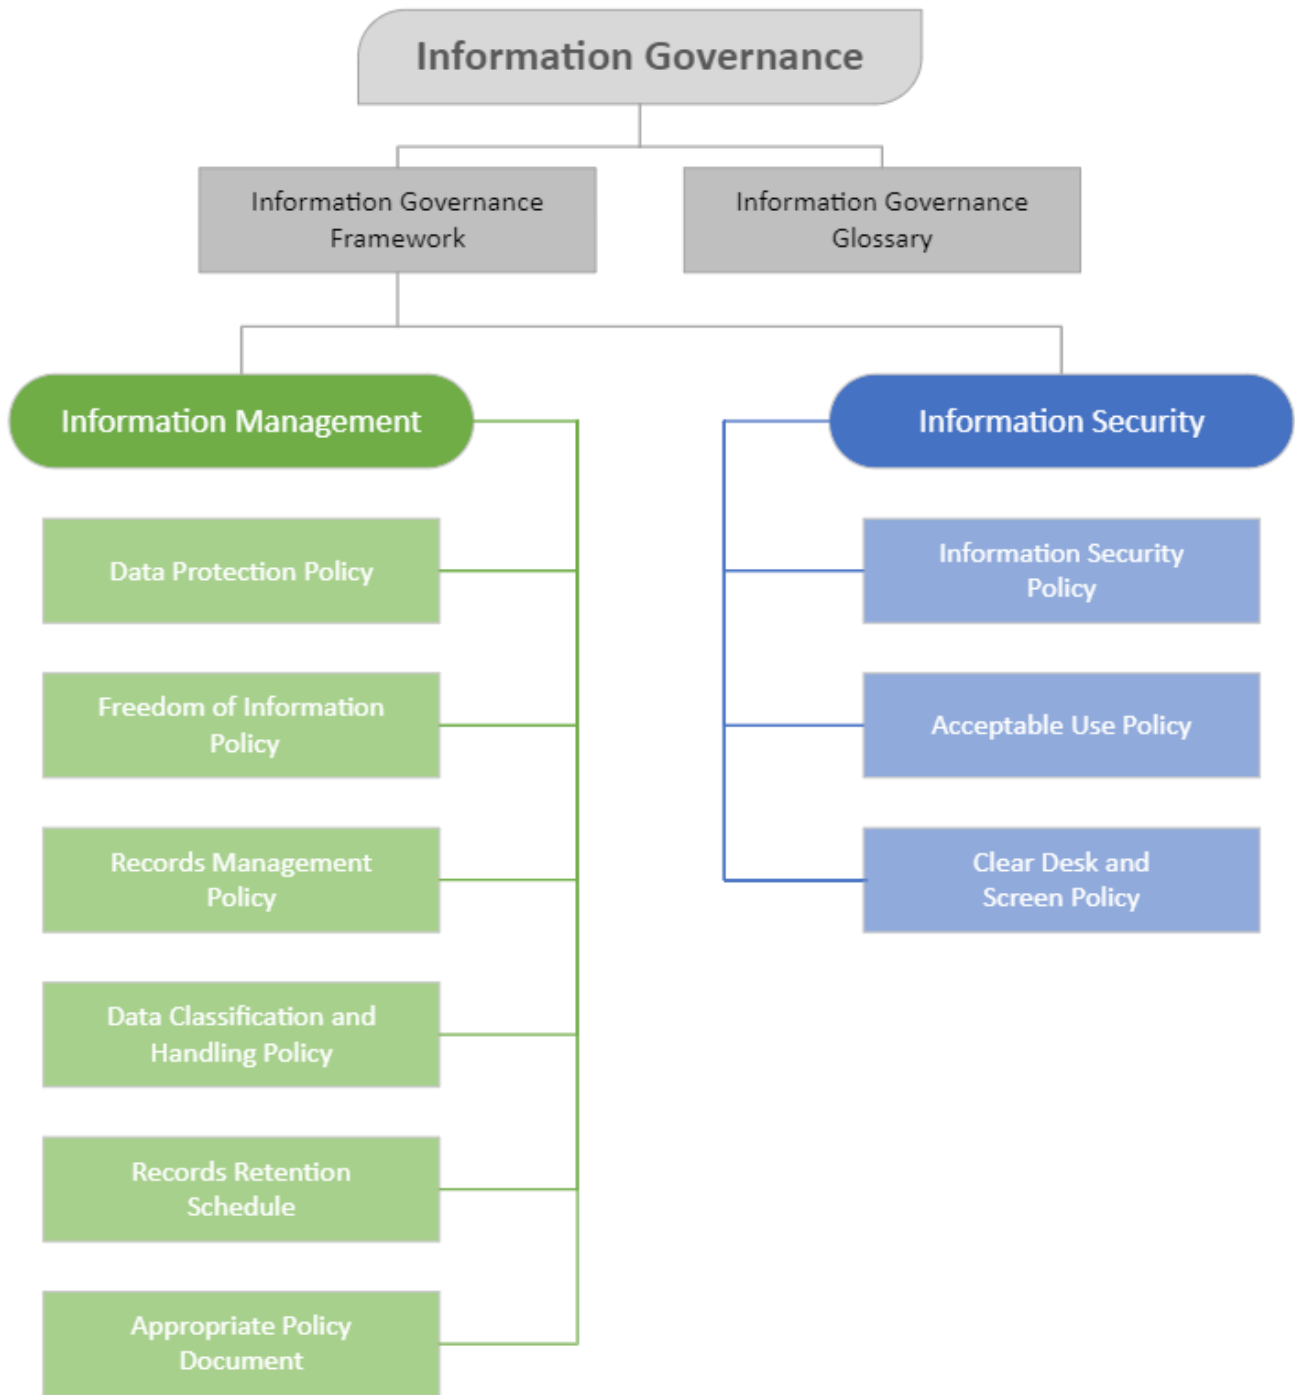 Information Governance
Information Governance
Framework
Information Governance
Glossary
Information Management
Data Protection Policy
Freedom of Information
Policy
Records Management
Policy
Data Classification and
Handling Policy
Records Retention
Schedule
Appropriate Policy
Document
Information Security
Information Security
Policy
Acceptable Use Policy
Clear Desk and
Screen Policy